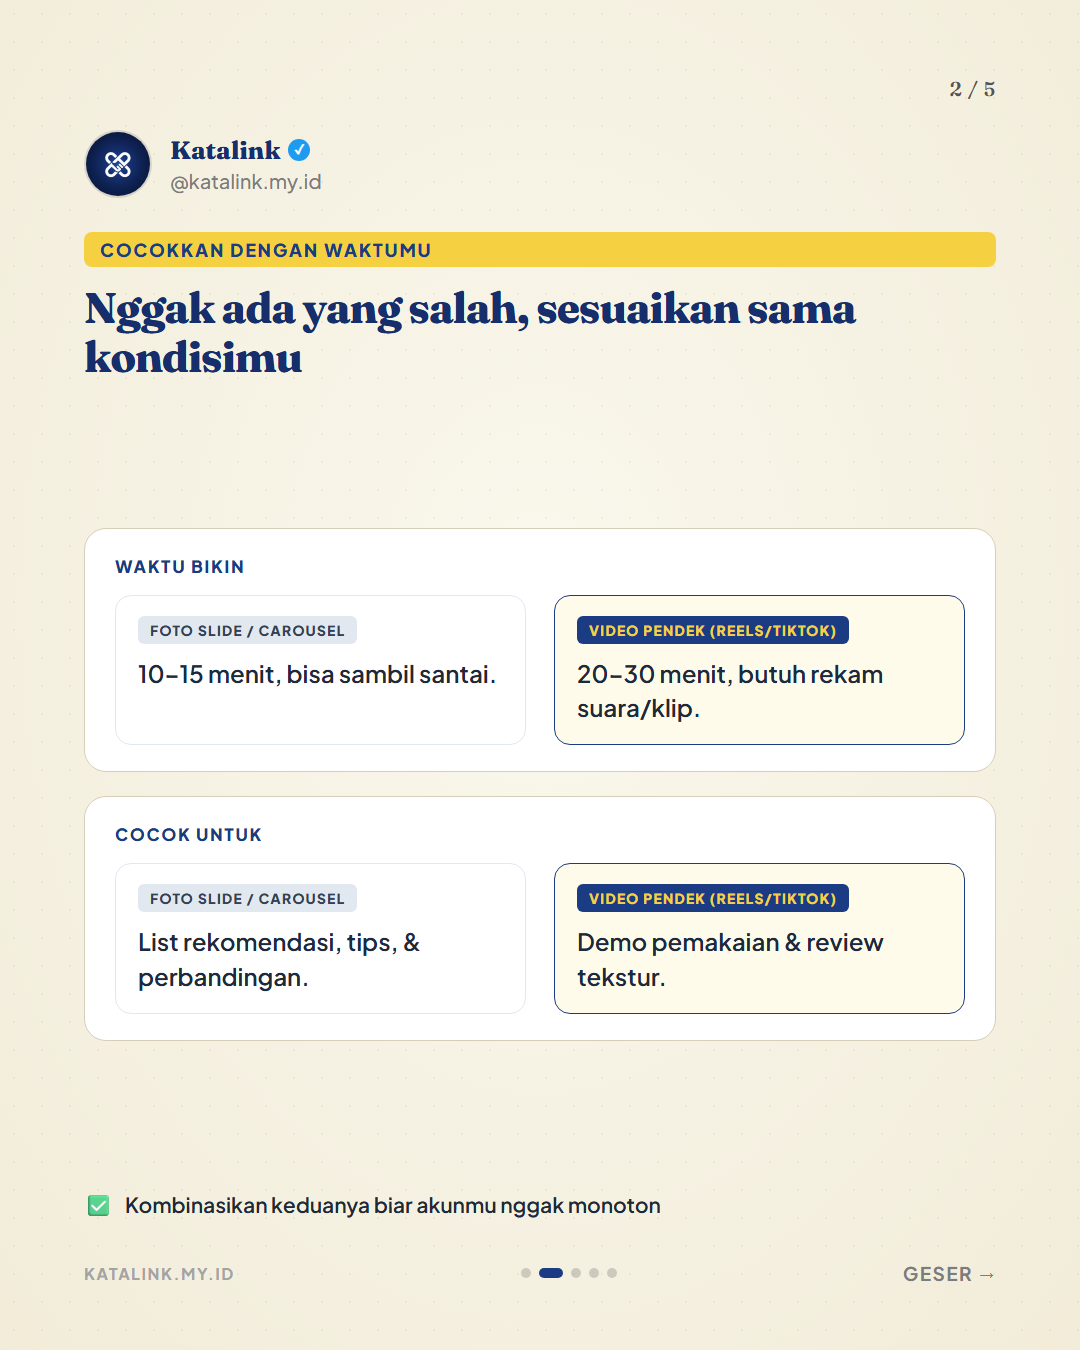 2 / 5
Katalink
@katalink.my.id
COCOKKAN DENGAN WAKTUMU
Nggak ada yang salah, sesuaikan sama
kondisimu
WAKTU BIKIN
FOTO SLIDE / CAROUSEL
10–15 menit, bisa sambil santai.
VIDEO PENDEK (REELS/TIKTOK)
20–30 menit, butuh rekam
suara/klip.
COCOK UNTUK
FOTO SLIDE / CAROUSEL
List rekomendasi, tips, &
perbandingan.
VIDEO PENDEK (REELS/TIKTOK)
Demo pemakaian & review
tekstur.
✅ Kombinasikan keduanya biar akunmu nggak monoton
KATALINK.MY.ID
GESER →